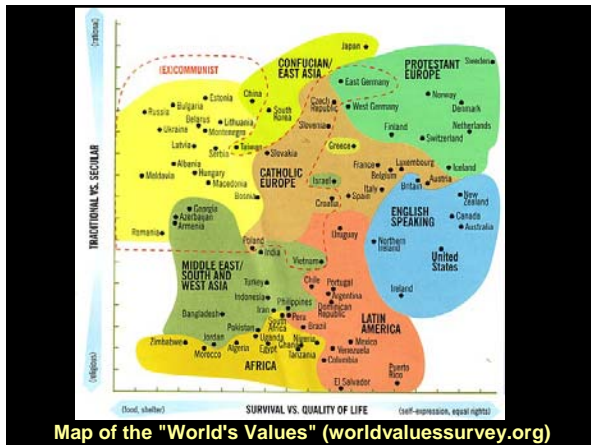 (rational)
TRADITIONAL VS. SECULAR
(religious)
(EX)COMMUNIST
CONFUCIAN/
EAST ASIA
Japan
PROTESTANT
EUROPE
Sweden
East Germany
China
Estonia
Bulgaria
Russia
Belarus
Lithuania
Ukraine
Montenegro
South
Korea
Czech
Republic
West Germany
Norway
Denmark
Slovenia
Finland
Netherlands
Switzerland
Latvia
Serbia
Taiwan
Slovakia
Greece
Albania
Hungary
Moldavia
Macedonia
CATHOLIC
EUROPE
France
Luxembourg
Belgium
Iceland
Israel
Italy
Britain
Austria
Bosnia
Croatia
Spain
New
Zealand
Georgia
Azerbaijan
Armenia
ENGLISH
SPEAKING
Canada
Australia
Romania
Poland
India
Uruguay
Northern
Ireland
United
States
Vietnam
MIDDLE EAST/
SOUTH AND
WEST ASIA
Turkey
Chile
Portugal
Ireland
Indonesia
Argentina
Philippines
Dominican
Republic
Bangladesh
Iran
South
Africa
Peru
LATIN
AMERICA
Pakistan
Brazil
Zimbabwe
Jordan
Uganda
Nigeria
Mexico
Morocco
Algeria
Egypt
Ghana
Tanzania
Venezuela
AFRICA
Colombia
Puerto
Rico
El Salvador
(food, shelter)
SURVIVAL VS. QUALITY OF LIFE
(self-expression, equal rights)
Map of the "World's Values" (worldvaluessurvey.org)